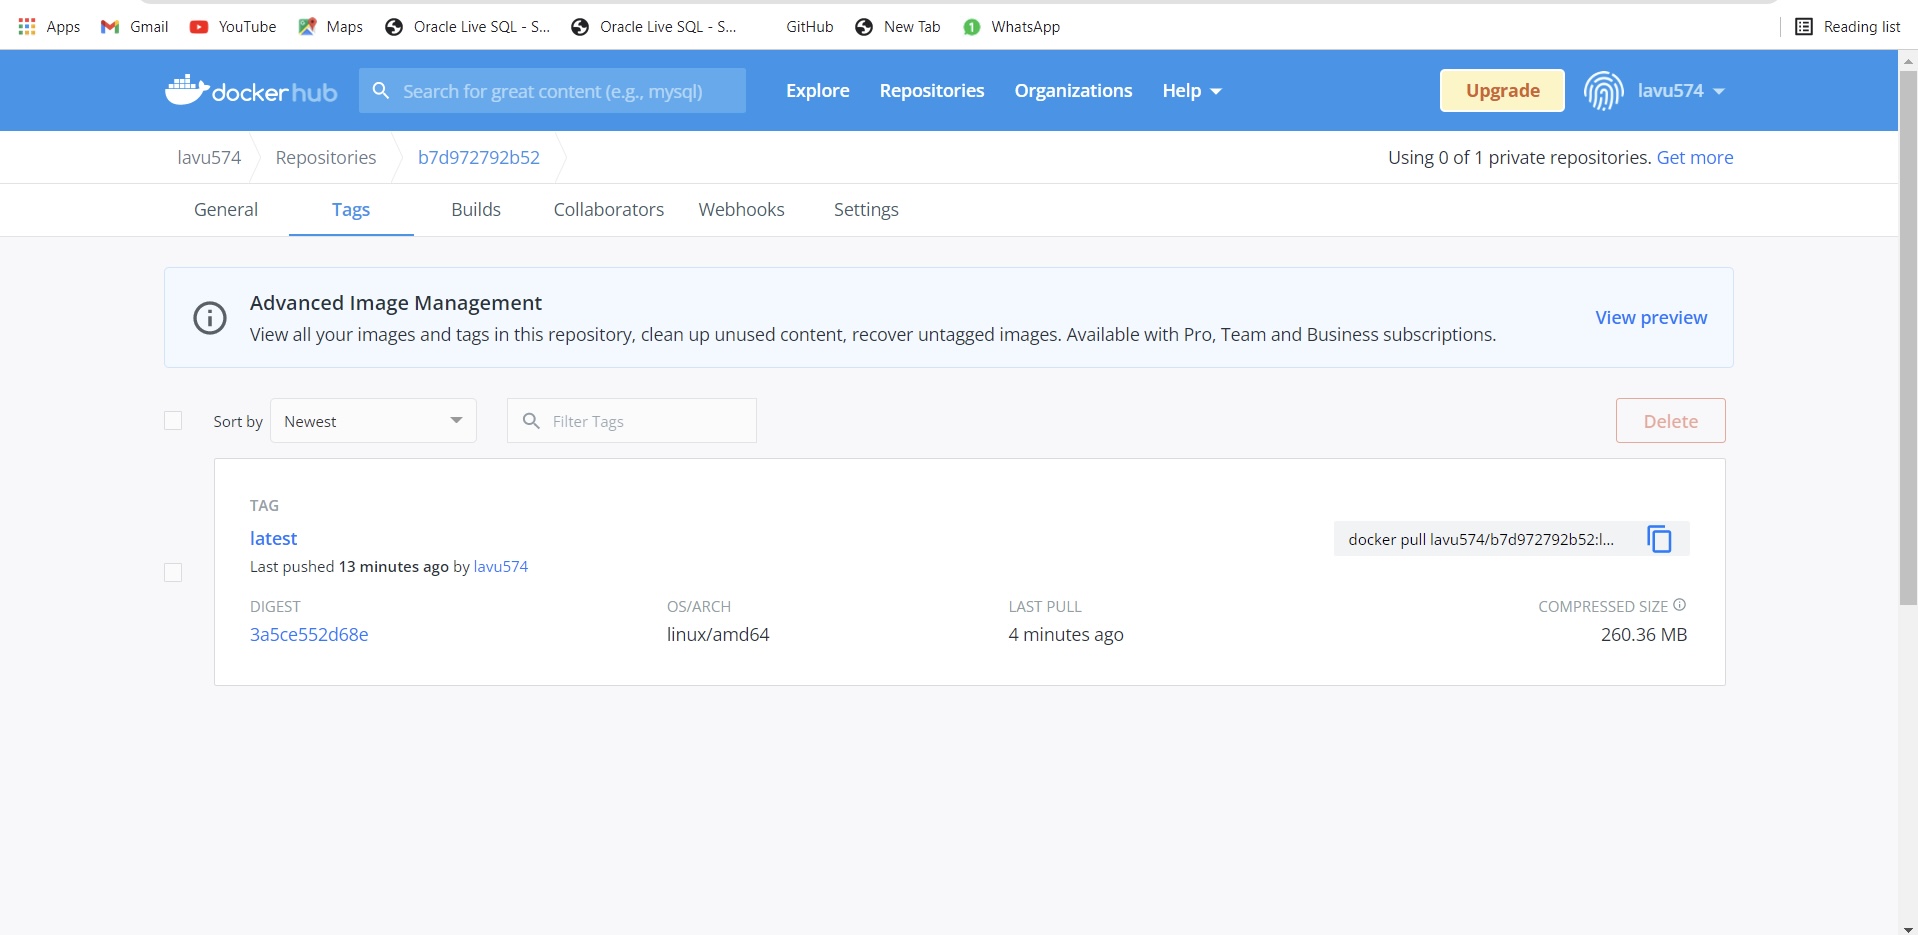 Apps Gmail YouTube Maps Oracle Live SQL - S... Oracle Live SQL - S... GitHub New Tab 1 WhatsApp Reading list
dockerhub Search for great content (e.g., mysql) Explore Repositories Organizations Help Upgrade lavu574
lavu574 Repositories b7d972792b52 Using 0 of 1 private repositories. Get more
General Tags Builds Collaborators Webhooks Settings
Advanced Image Management
View all your images and tags in this repository, clean up unused content, recover untagged images. Available with Pro, Team and Business subscriptions.
View preview
Sort by Newest Filter Tags Delete
TAG
latest
docker pull lavu574/b7d972792b52:l...
Last pushed 13 minutes ago by lavu574
DIGEST OS/ARCH LAST PULL COMPRESSED SIZE
3a5ce552d68e linux/amd64 4 minutes ago 260.36 MB